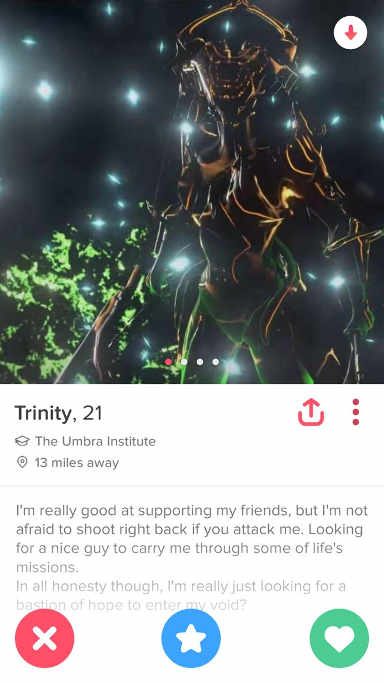 Trinity, 21
The Umbra Institute
13 miles away
I'm really good at supporting my friends, but I'm not
afraid to shoot right back if you attack me. Looking
for a nice guy to carry me through some of life's
missions.
In all honesty though, I'm really just looking for a
bastion of hope to enter my void?